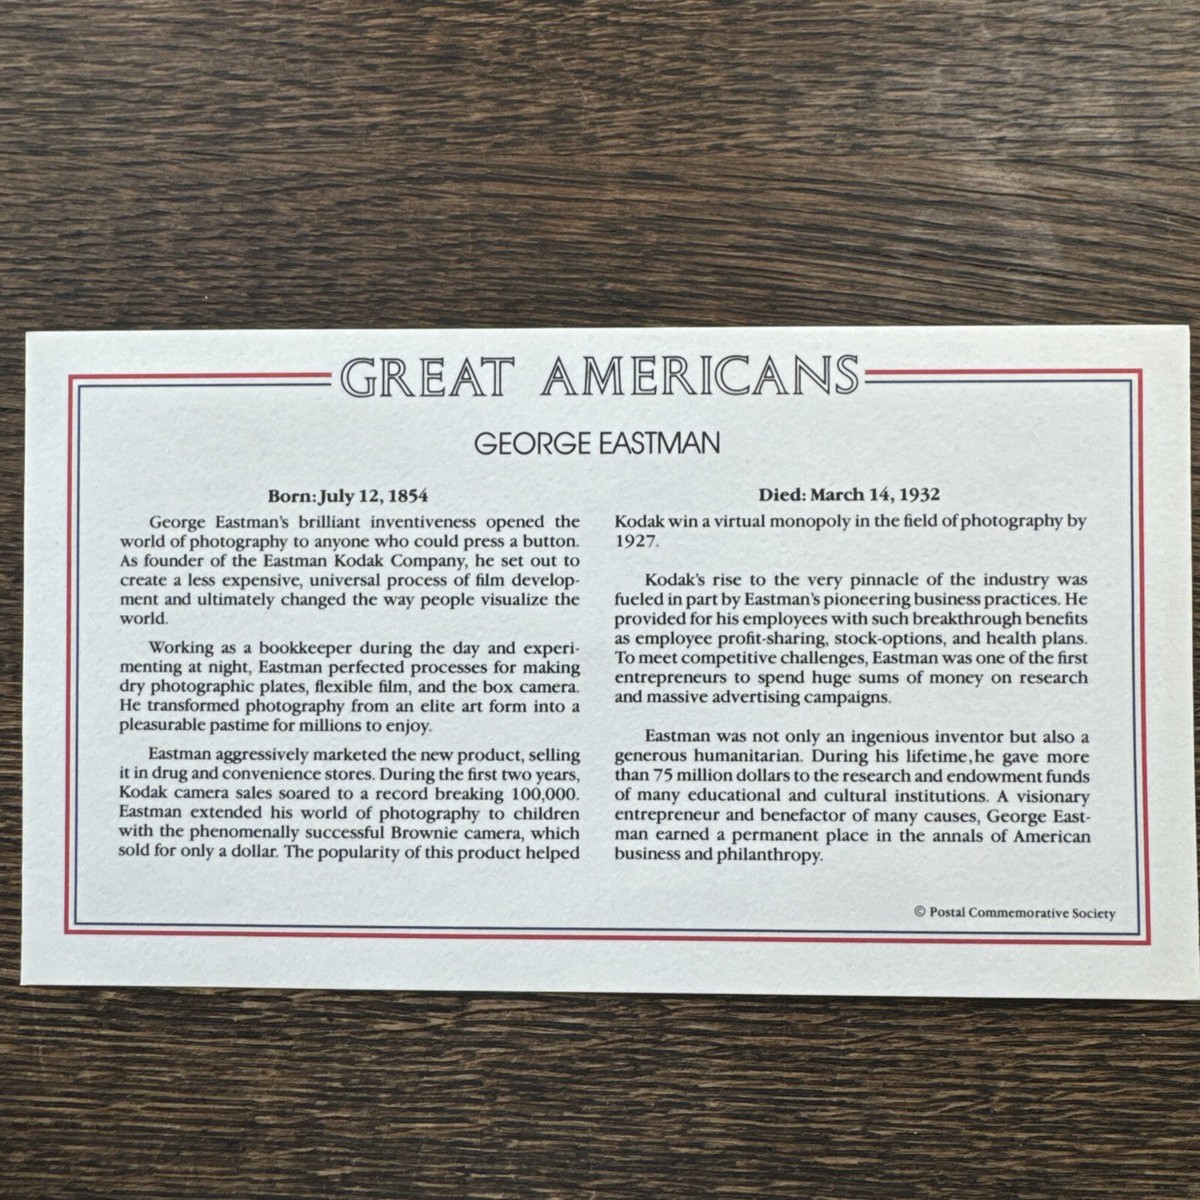 GREAT AMERICANS
GEORGE EASTMAN
Born: July 12, 1854
George Eastman's brilliant inventiveness opened the
world of photography to anyone who could press a button.
As founder of the Eastman Kodak Company, he set out to
create a less expensive, universal process of film develop-
ment and ultimately changed the way people visualize the
world.
Working as a bookkeeper during the day and experi-
menting at night, Eastman perfected processes for making
dry photographic plates, flexible film, and the box camera.
He transformed photography from an elite art form into a
pleasurable pastime for millions to enjoy.
Eastman aggressively marketed the new product, selling
it in drug and convenience stores. During the first two years,
Kodak camera sales soared to a record breaking 100,000.
Eastman extended his world of photography to children
with the phenomenally successful Brownie camera, which
sold for only a dollar. The popularity of this product helped
Died: March 14, 1932
Kodak win a virtual monopoly in the field of photography by
1927.
Kodak's rise to the very pinnacle of the industry was
fueled in part by Eastman's pioneering business practices. He
provided for his employees with such breakthrough benefits
as employee profit-sharing, stock-options, and health plans.
To meet competitive challenges, Eastman was one of the first
entrepreneurs to spend huge sums of money on research
and massive advertising campaigns.
Eastman was not only an ingenious inventor but also a
generous humanitarian. During his lifetime, he gave more
than 75 million dollars to the research and endowment funds
of many educational and cultural institutions. A visionary
entrepreneur and benefactor of many causes, George East-
man earned a permanent place in the annals of American
business and philanthropy.
© Postal Commemorative Society